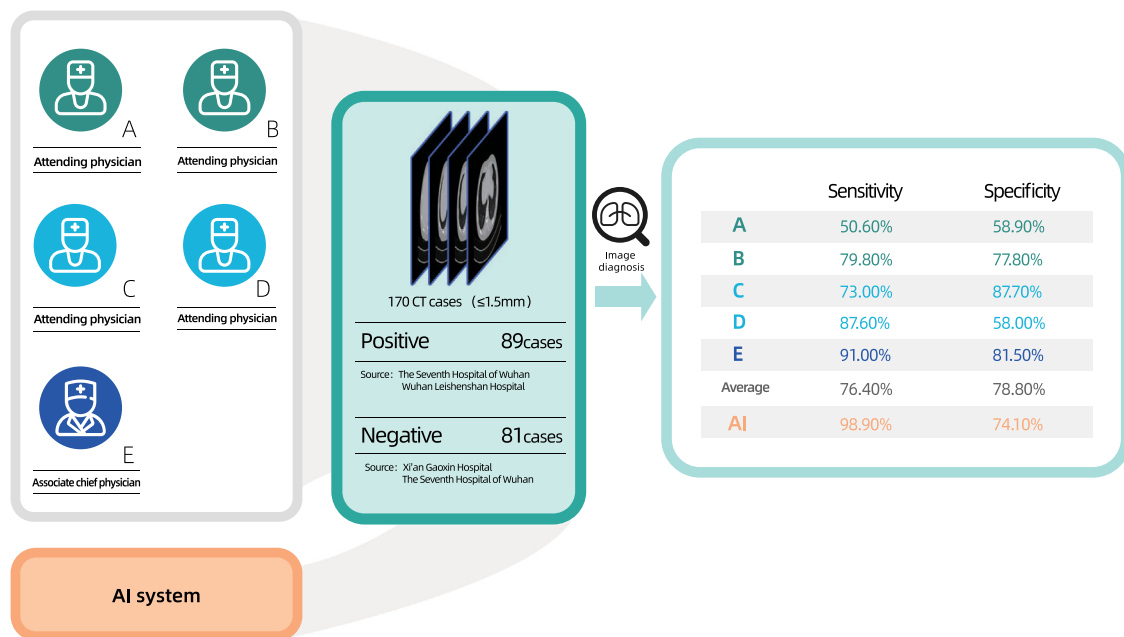 A
B
Attending physician
Attending physician
C
D
Attending physician
Attending physician
E
Associate chief physician
AI system
170 CT cases （≤1.5mm）
Positive 89cases
Source： The Seventh Hospital of Wuhan
Wuhan Leishenshan Hospital
Negative 81cases
Source： Xi'an Gaoxin Hospital
The Seventh Hospital of Wuhan
Image
diagnosis
Sensitivity Specificity
A 50.60% 58.90%
B 79.80% 77.80%
C 73.00% 87.70%
D 87.60% 58.00%
E 91.00% 81.50%
Average 76.40% 78.80%
AI 98.90% 74.10%